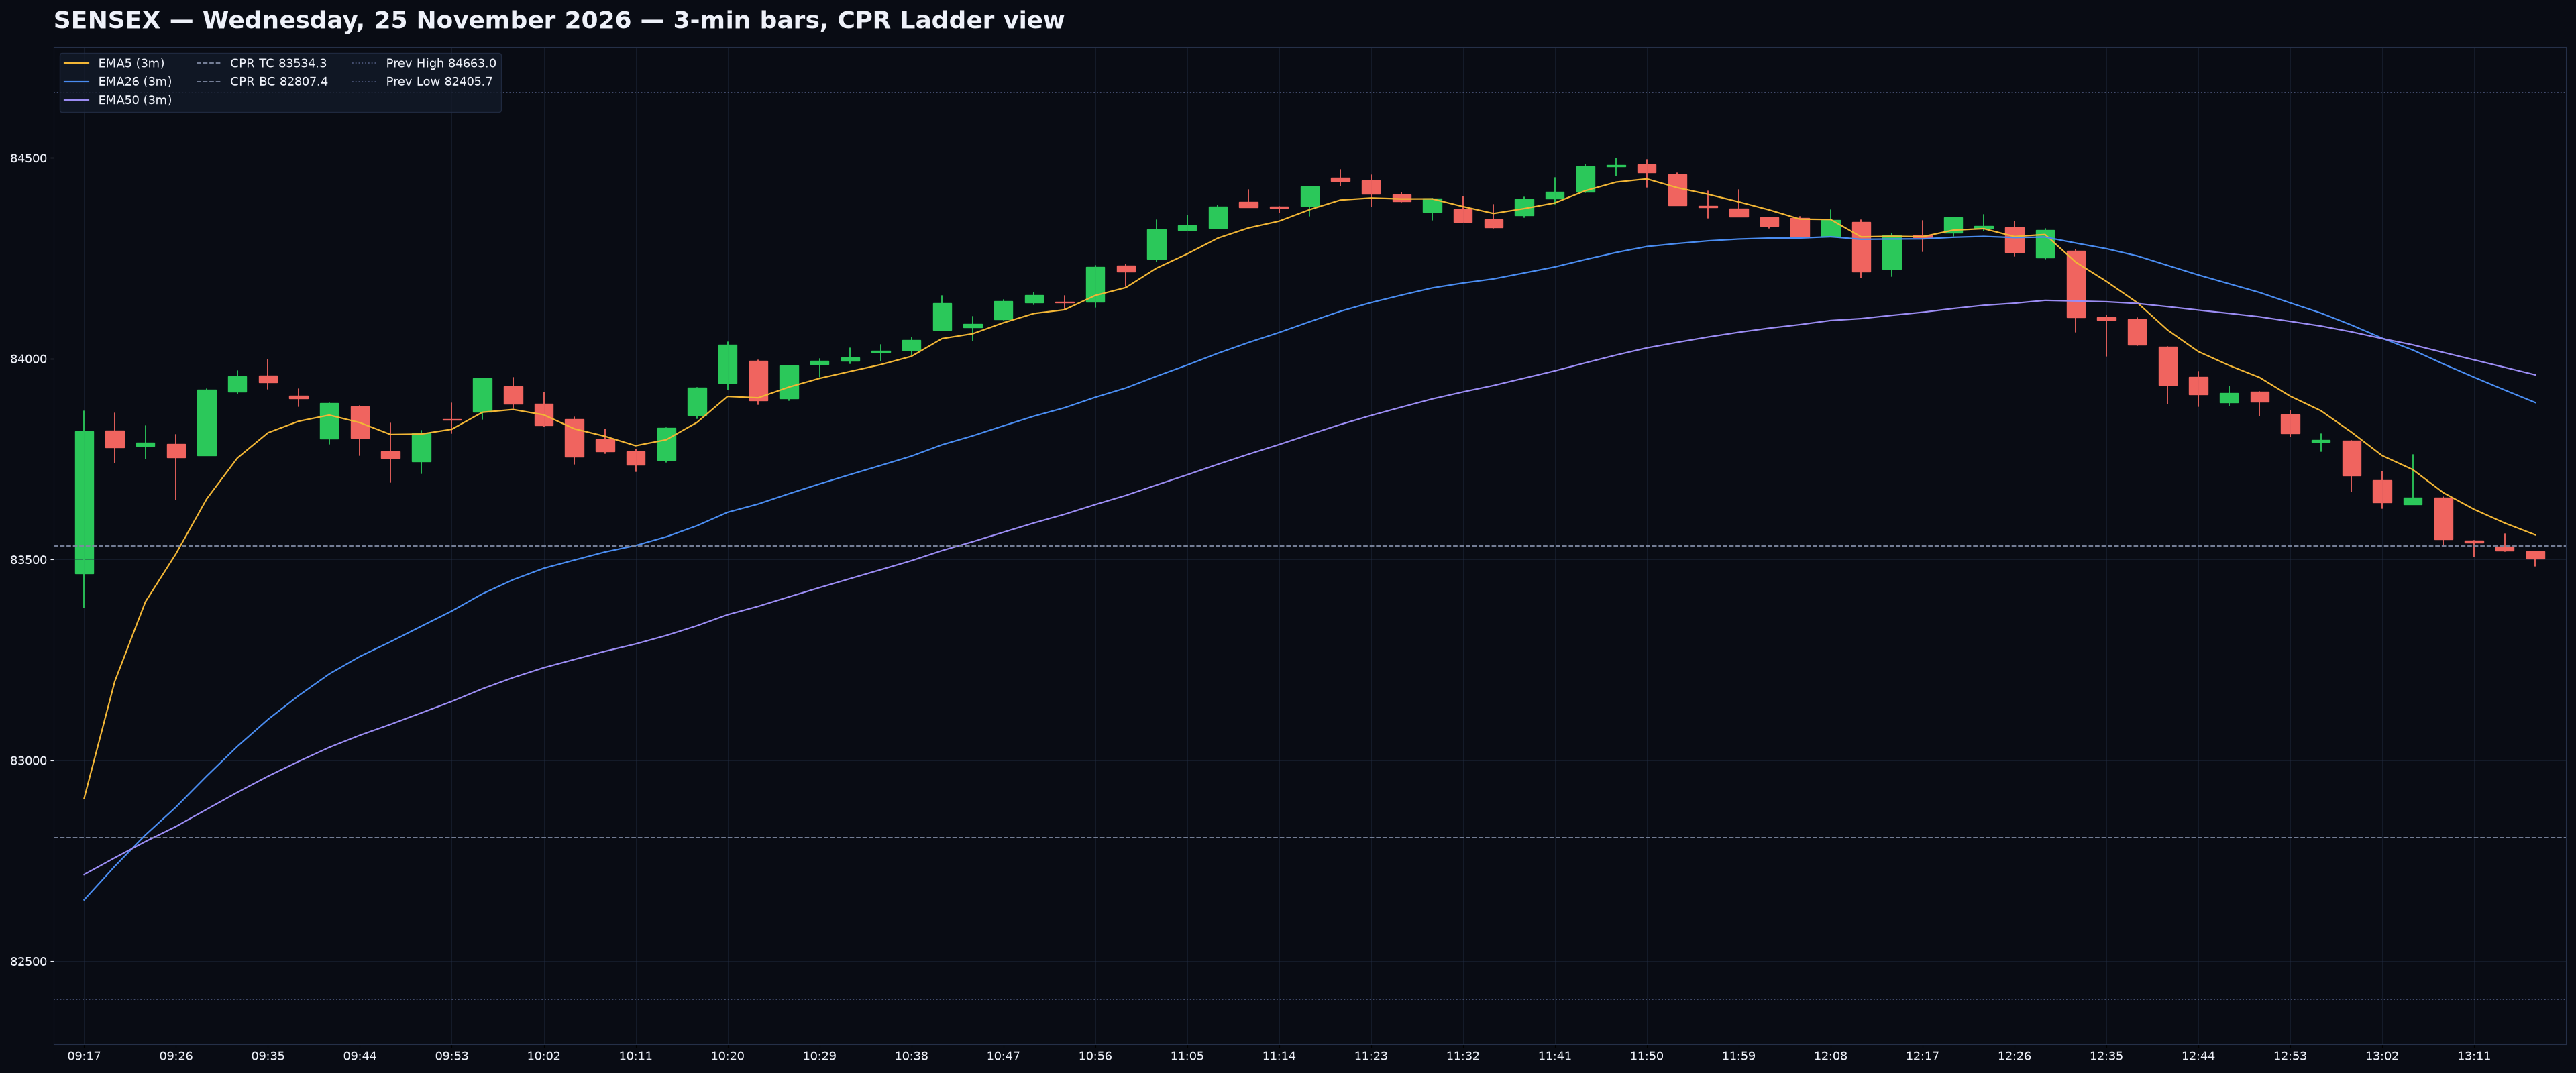 SENSEX — Wednesday, 25 November 2026 — 3-min bars, CPR Ladder view
EMA5 (3m) CPR TC 83534.3 Prev High 84663.0
EMA26 (3m) CPR BC 82807.4 Prev Low 82405.7
EMA50 (3m)
84500
84000
83500
83000
82500
09:17 09:26 09:35 09:44 09:53 10:02 10:11 10:20 10:29 10:38 10:47 10:56 11:05 11:14 11:23 11:32 11:41 11:50 11:59 12:08 12:17 12:26 12:35 12:44 12:53 13:02 13:11